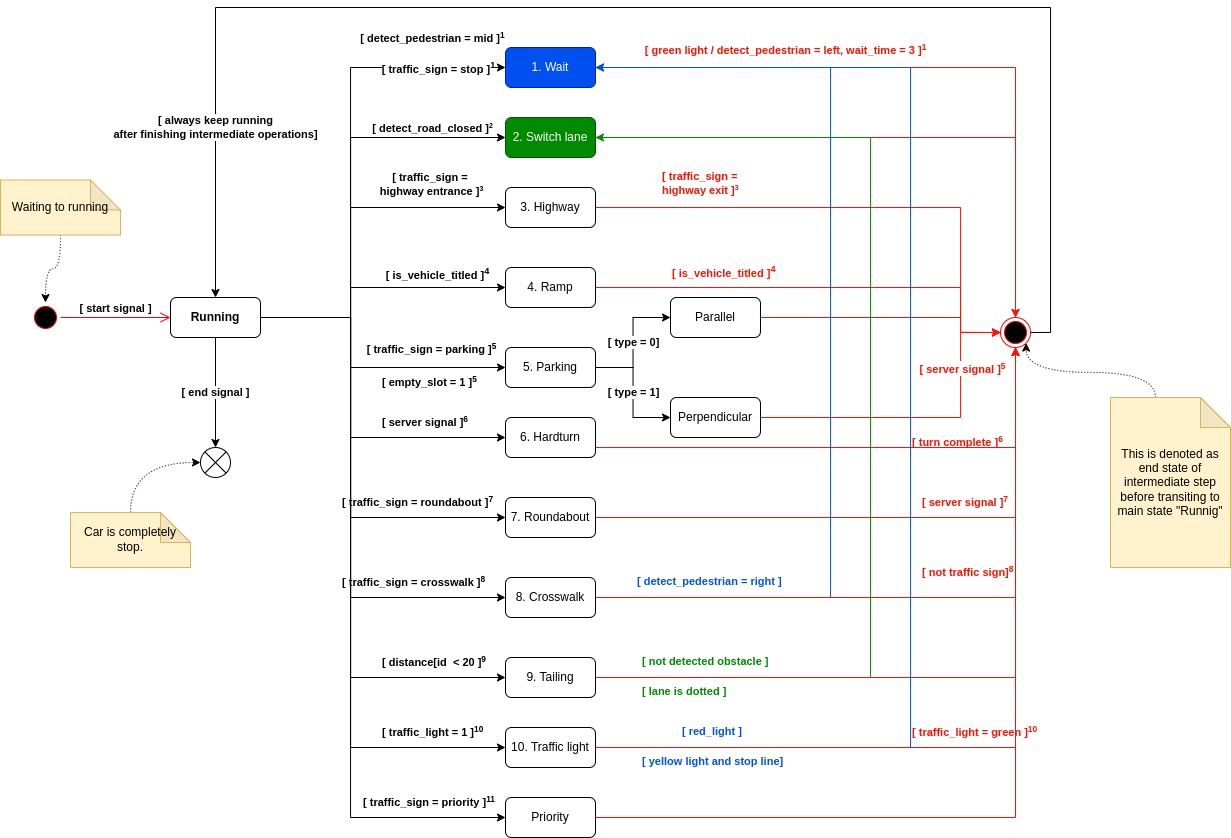 [ detect_pedestrian = mid ]1
[ green light / detect_pedestrian = left, wait_time = 3 ]1
[ traffic_sign = stop ]1
1. Wait
[ always keep running
after finishing intermediate operations]
[ detect_road_closed ]2
2. Switch lane
[ traffic_sign =
highway entrance ]3
[ traffic_sign =
highway exit ]3
Waiting to running
3. Highway
[ is_vehicle_titled ]4
[ is_vehicle_titled ]4
4. Ramp
[ start signal ]
Running
Parallel
[ type = 0]
[ traffic_sign = parking ]5
5. Parking
[ server signal ]5
[ empty_slot = 1 ]5
[ end signal ]
[ type = 1]
Perpendicular
[ server signal ]6
6. Hardturn
[ turn complete ]6
This is denoted as
end state of
intermediate step
before transiting to
main state "Runnig"
[ traffic_sign = roundabout ]7
7. Roundabout
[ server signal ]7
Car is completely
stop.
[ traffic_sign = crosswalk ]8
8. Crosswalk
[ detect_pedestrian = right ]
[ not traffic sign]8
[ distance[id  < 20 ]9
9. Tailing
[ not detected obstacle ]
[ lane is dotted ]
[ traffic_light = 1 ]10
10. Traffic light
[ red_light ]
[ yellow light and stop line]
[ traffic_light = green ]10
[ traffic_sign = priority ]11
Priority